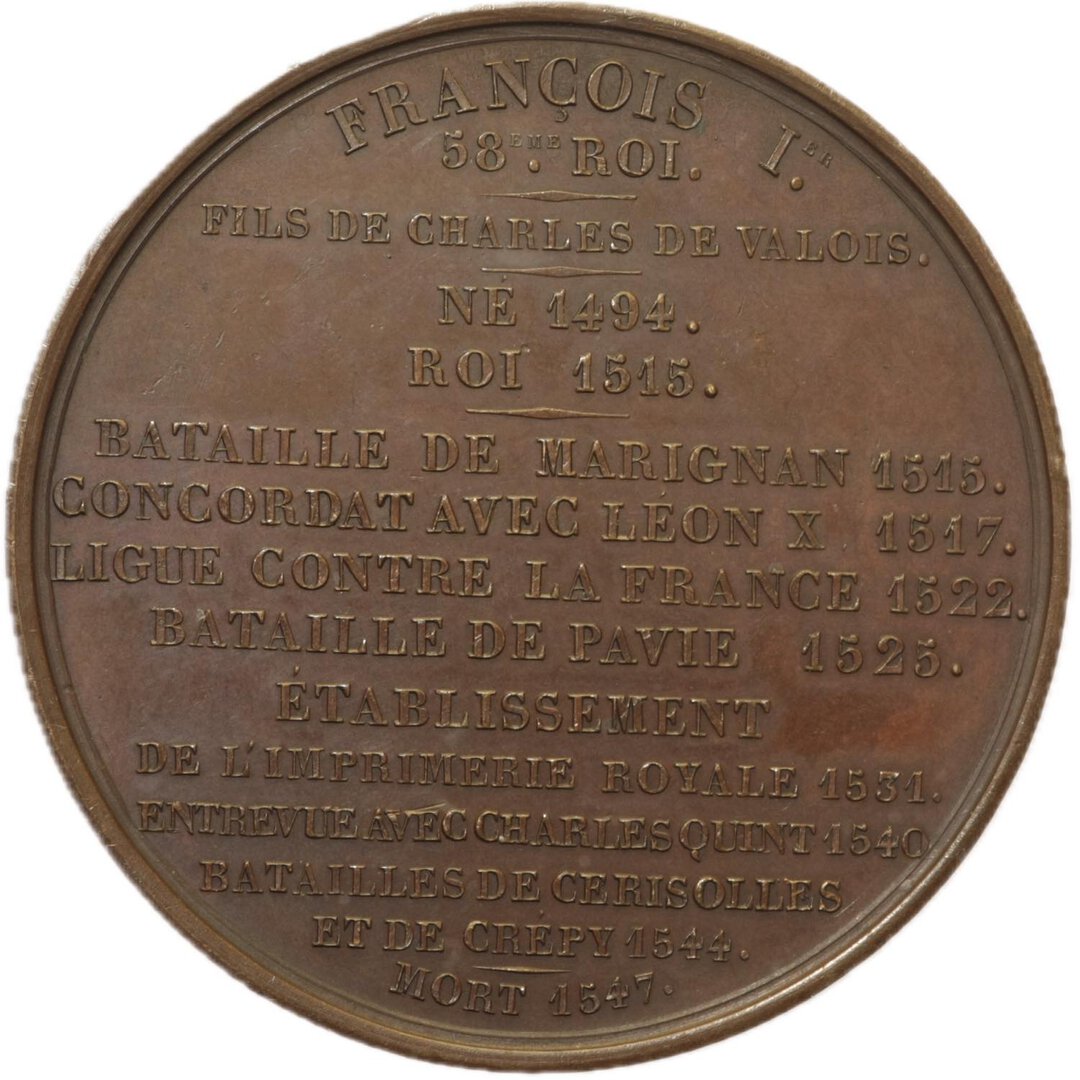 FRANÇOIS I.ER
58EME. ROI.
FILS DE CHARLES DE VALOIS.
NÉ 1494.
ROI 1515.
BATAILLE DE MARIGNAN 1515.
CONCORDAT AVEC LÉON X 1517.
LIGUE CONTRE LA FRANCE 1522.
BATAILLE DE PAVIE 1525.
ÉTABLISSEMENT
DE L'IMPRIMERIE ROYALE 1531.
ENTREVUE AVEC CHARLES QUINT 1540
BATAILLES DE CERISOLLES
ET DE CRÉPY 1544.
MORT 1547.